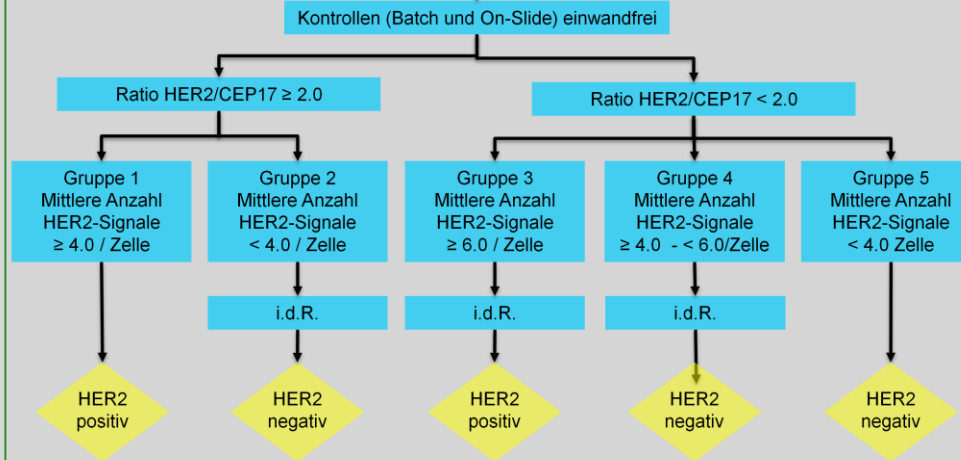 Kontrollen (Batch und On-Slide) einwandfrei
Ratio HER2/CEP17 ≥ 2.0
Ratio HER2/CEP17 < 2.0
Gruppe 1
Mittlere Anzahl
HER2-Signale
≥ 4.0 / Zelle
Gruppe 2
Mittlere Anzahl
HER2-Signale
< 4.0 / Zelle
Gruppe 3
Mittlere Anzahl
HER2-Signale
≥ 6.0 / Zelle
Gruppe 4
Mittlere Anzahl
HER2-Signale
≥ 4.0 - < 6.0/Zelle
Gruppe 5
Mittlere Anzahl
HER2-Signale
< 4.0 Zelle
i.d.R.
i.d.R.
i.d.R.
HER2
positiv
HER2
negativ
HER2
positiv
HER2
negativ
HER2
negativ